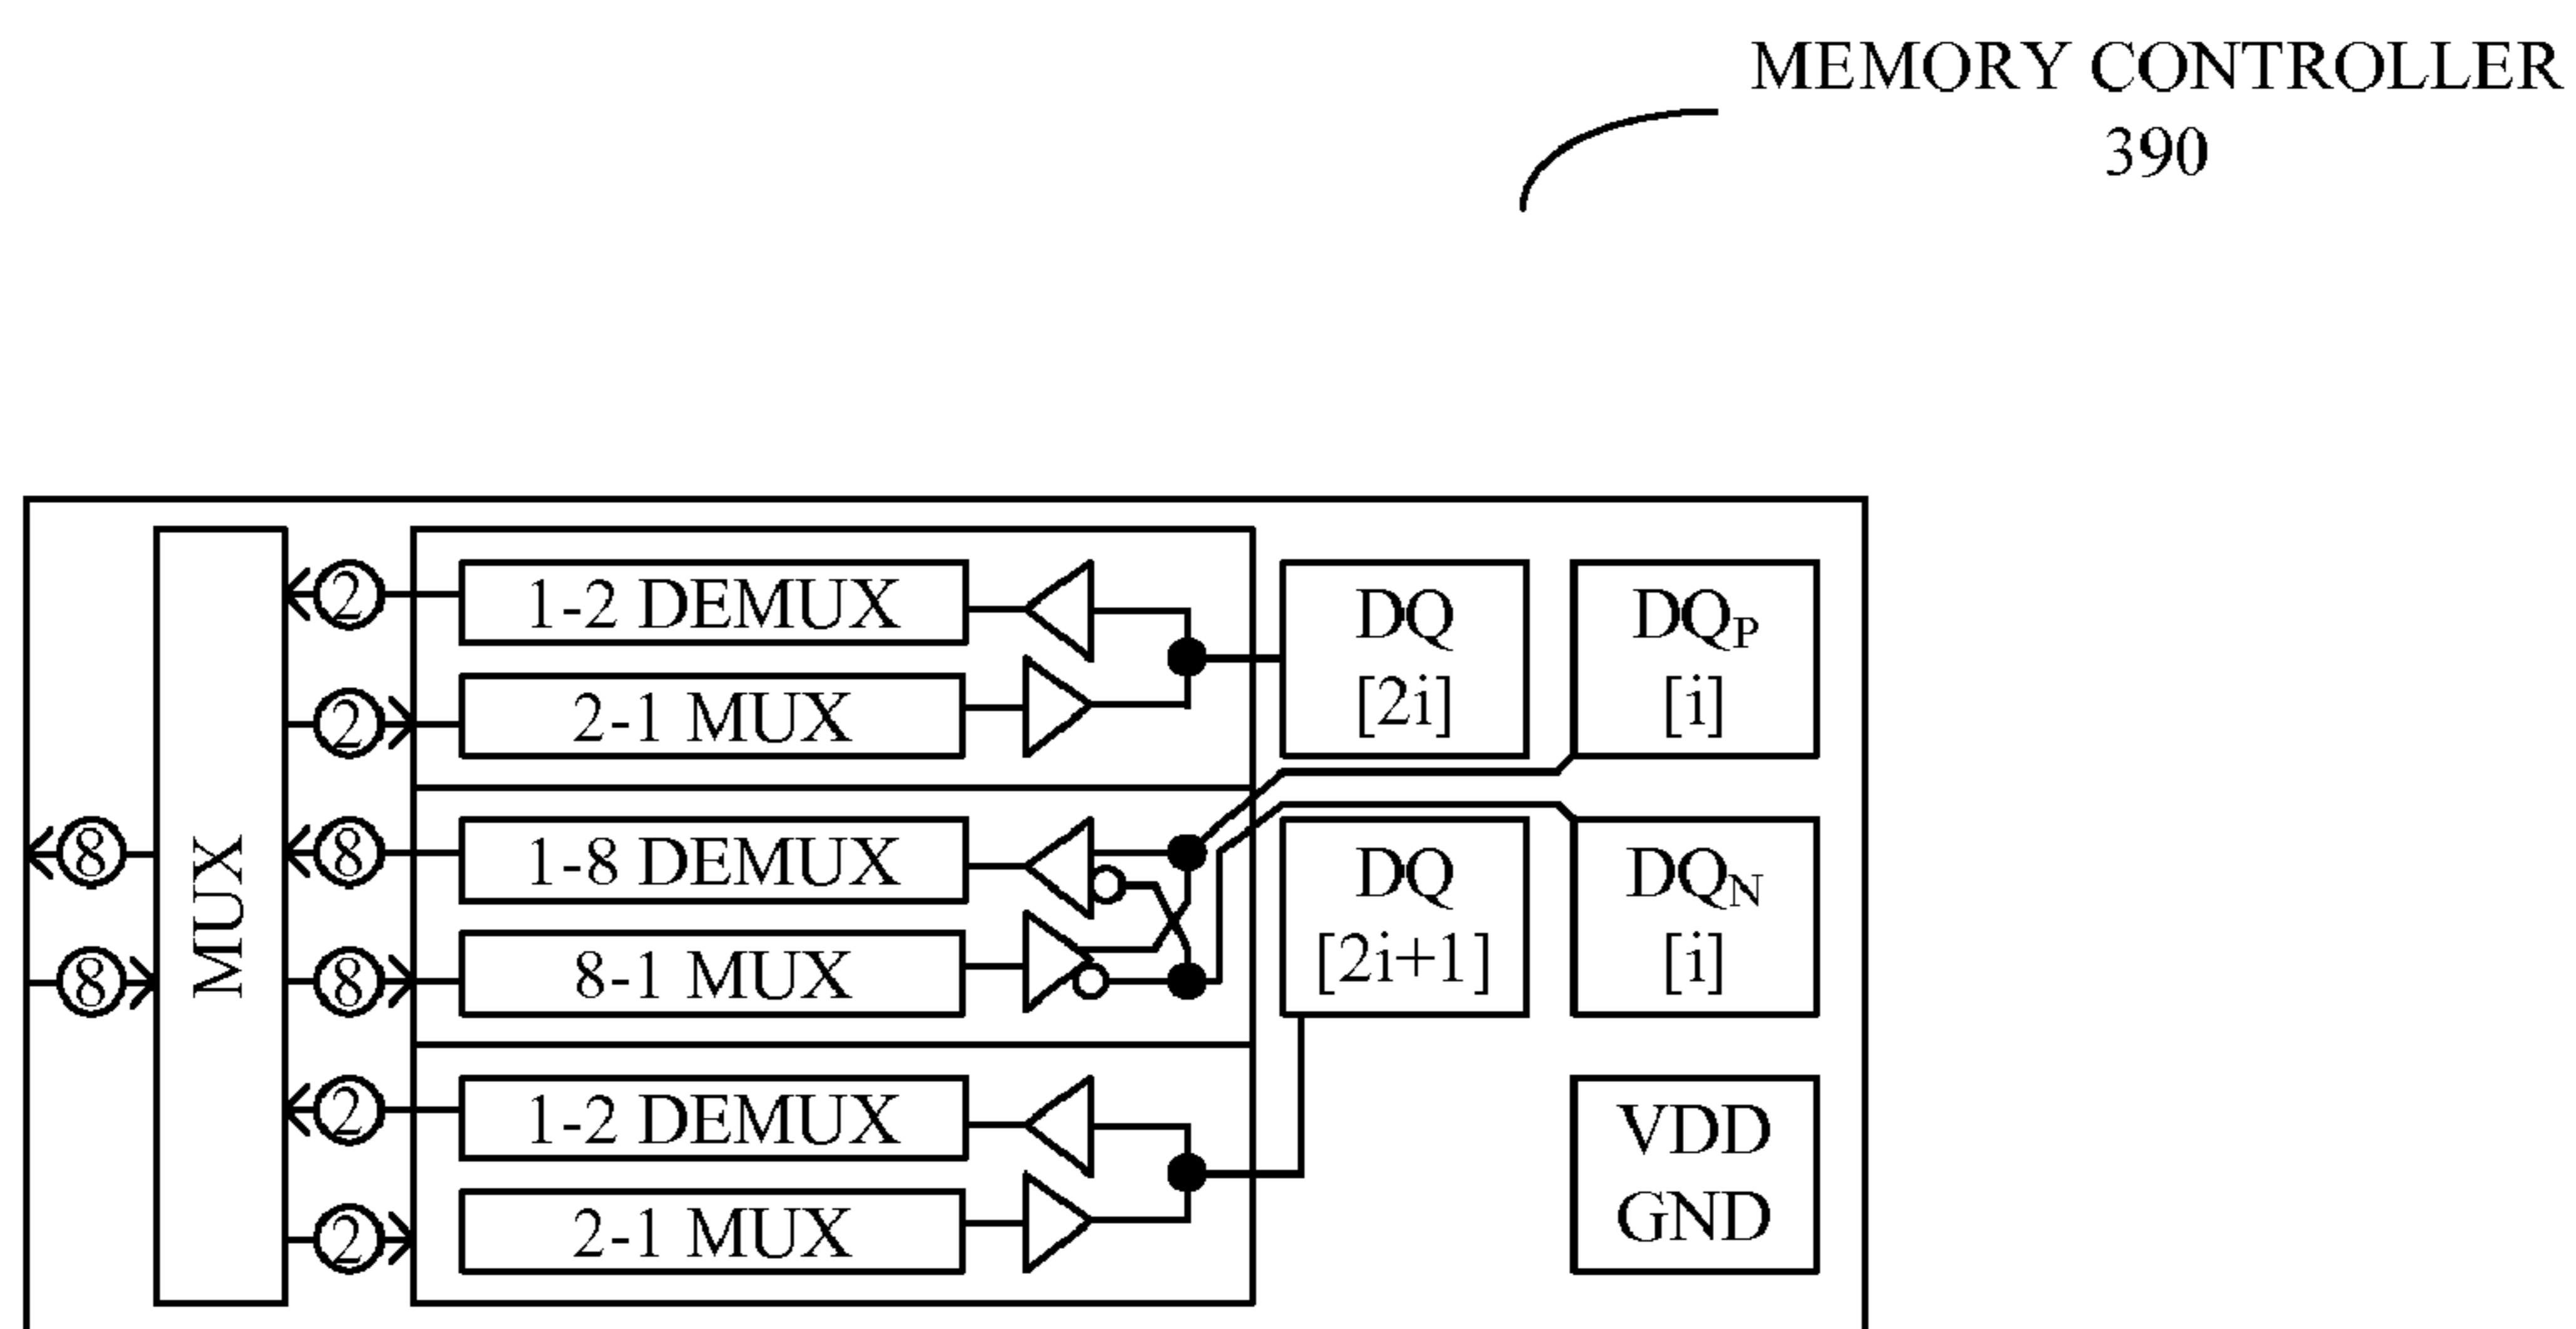 MEMORY CONTROLLER
390
MUX
2
1-2 DEMUX
2
2-1 MUX
8
8
8
1-8 DEMUX
8
8-1 MUX
2
1-2 DEMUX
2
2-1 MUX
DQ
[2i]
DQP
[i]
DQ
[2i+1]
DQN
[i]
VDD
GND